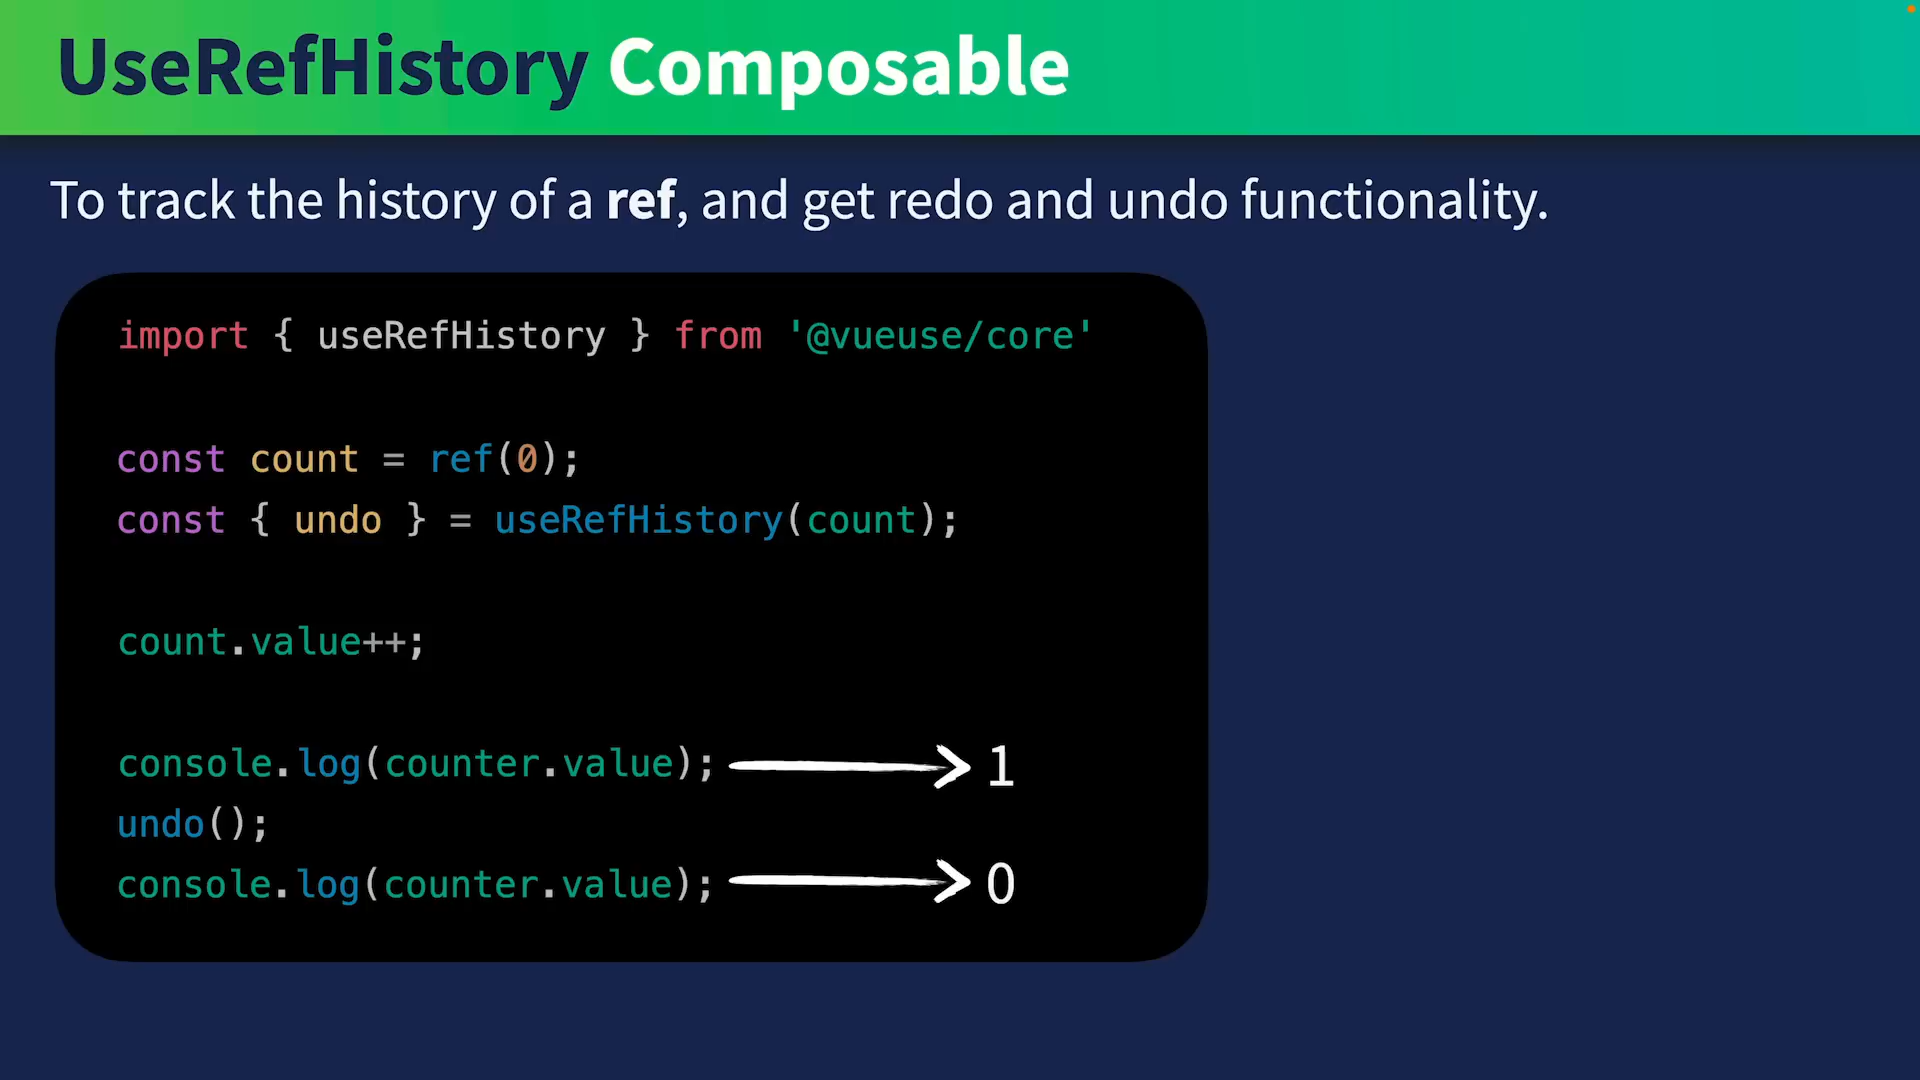 UseRefHistory Composable
To track the history of a ref, and get redo and undo functionality.
import { useRefHistory } from '@vueuse/core'
const count = ref(0);
const { undo } = useRefHistory(count);
count.value++;
console.log(counter.value); 1
undo();
console.log(counter.value); 0